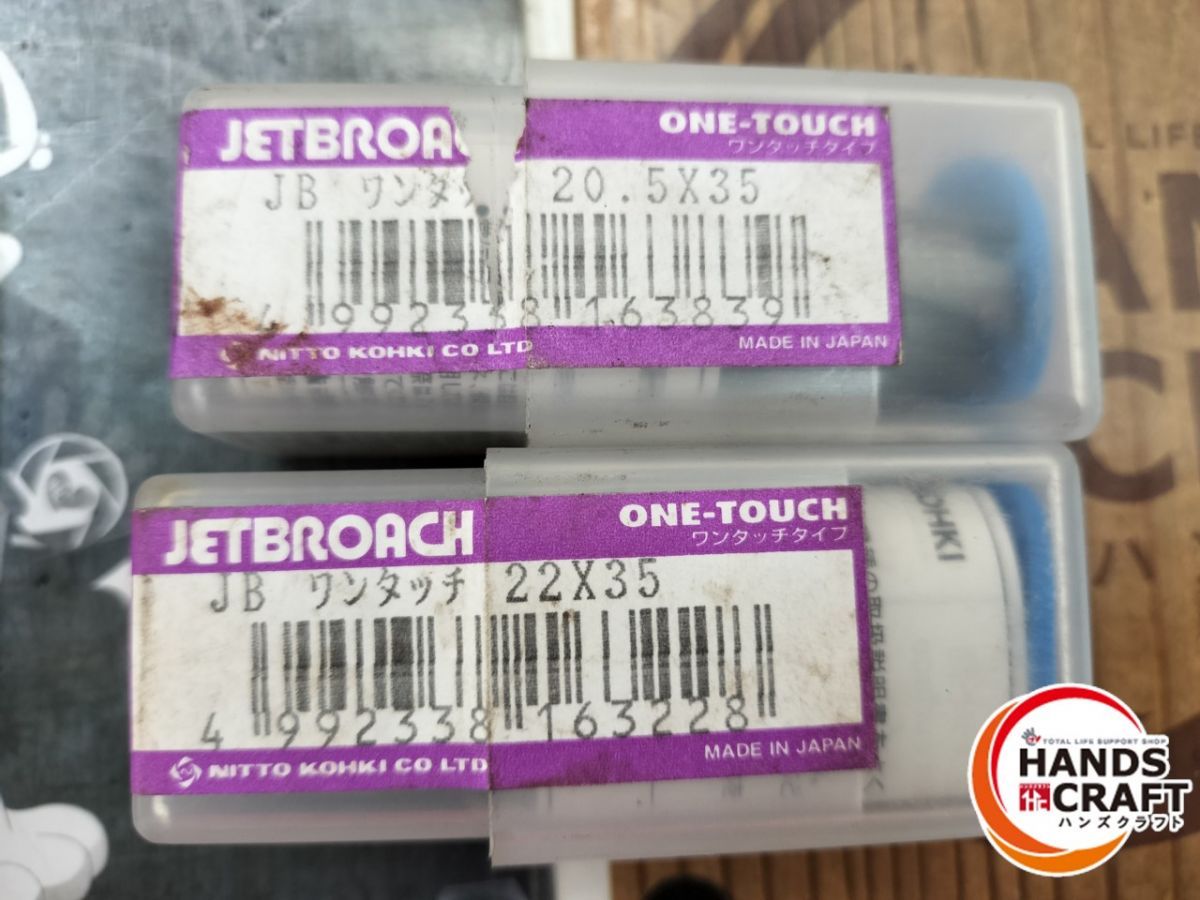 JETBROAC
ONE-TOUCH
ワンタッチタイプ
JB ワンタッ 20.5X35
4 992338 163839
NITTO KOHKI CO LTD
MADE IN JAPAN
JETBROACH
ONE-TOUCH
ワンタッチタイプ
JB ワンタッチ 22X35
4 992338 163228
NITTO KOHKI CO LTD
MADE IN JAPAN
OHKI
TOTAL LIFE SUPPORT SHOP
HANDS
CRAFT
ハンズクラフト